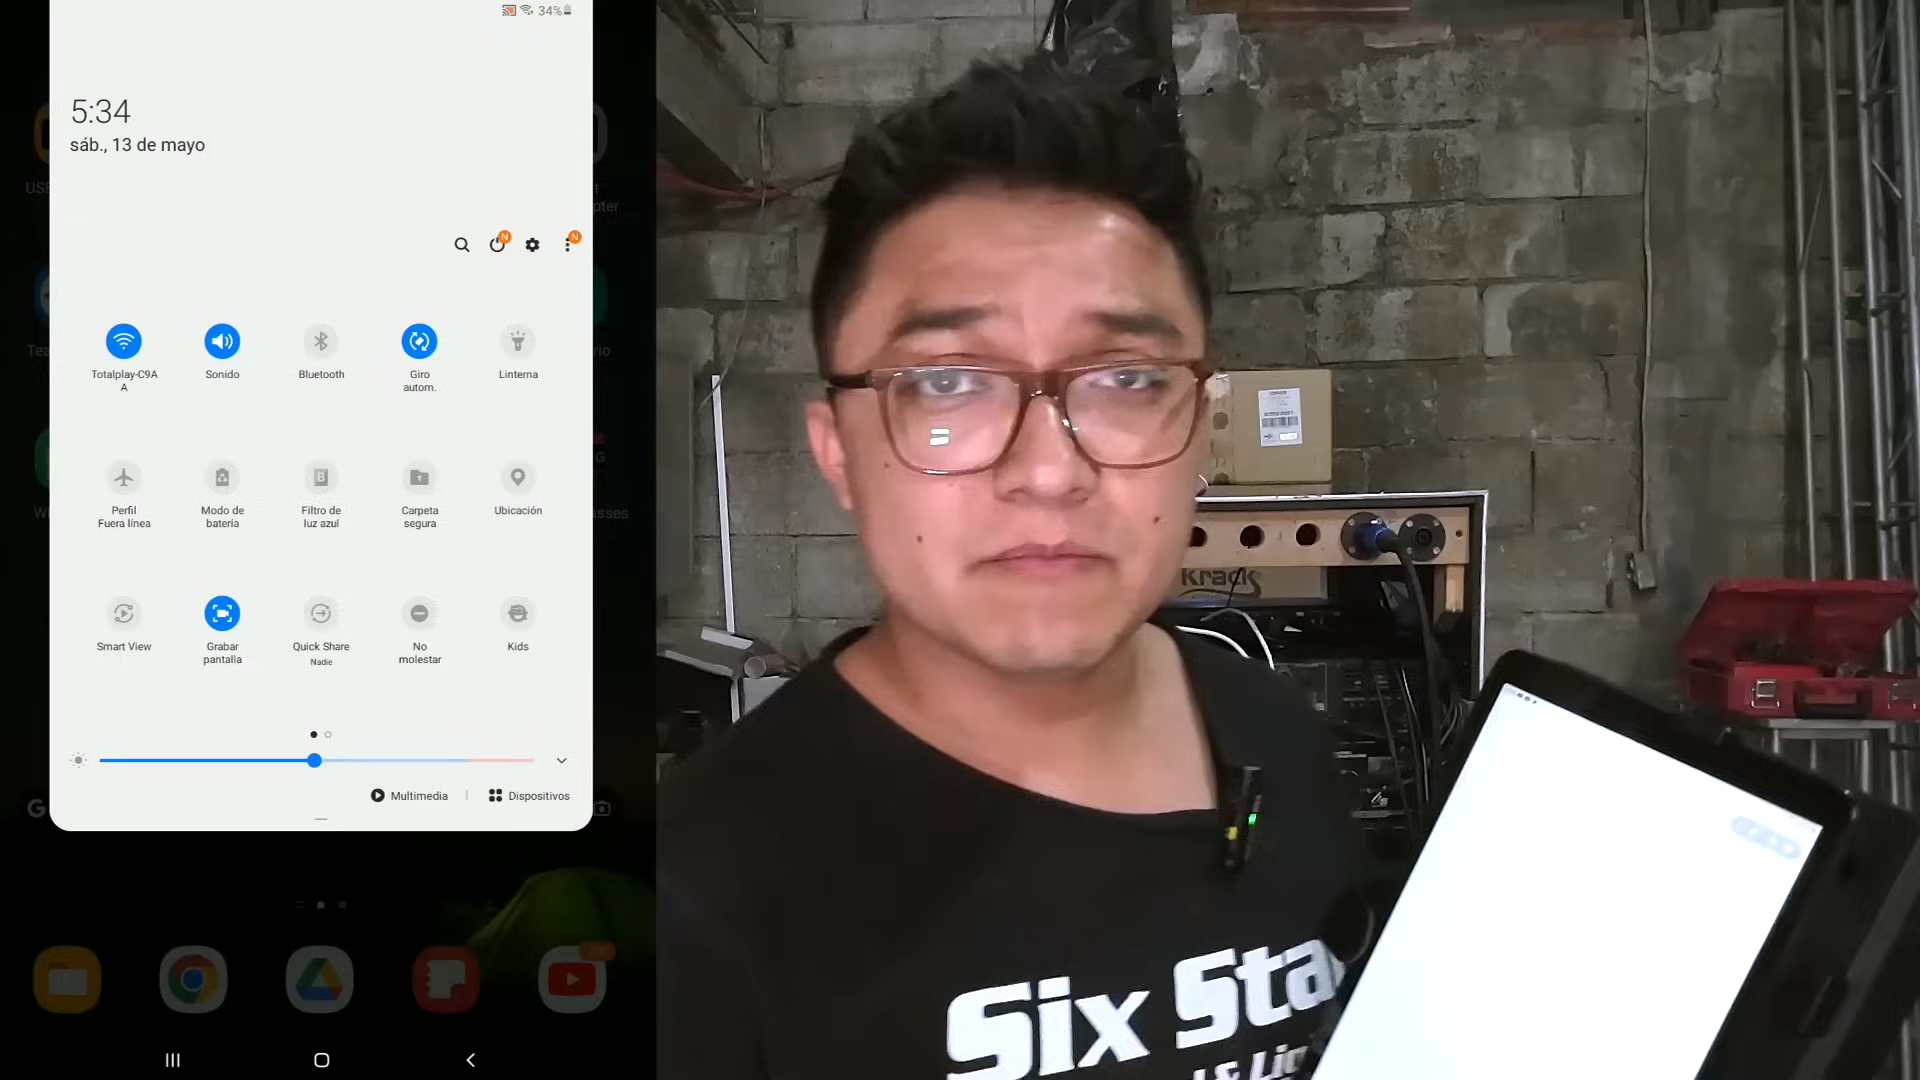 34%
5:34
sáb., 13 de mayo
N
N
Totalplay-C9A
A
Sonido
Bluetooth
Giro
autom.
Linterna
Perfil
Fuera línea
Modo de
batería
Filtro de
luz azul
Carpeta
segura
Ubicación
Smart View
Grabar
pantalla
Quick Share
Nadie
No
molestar
Kids
Multimedia
Dispositivos
krack
Six Sta